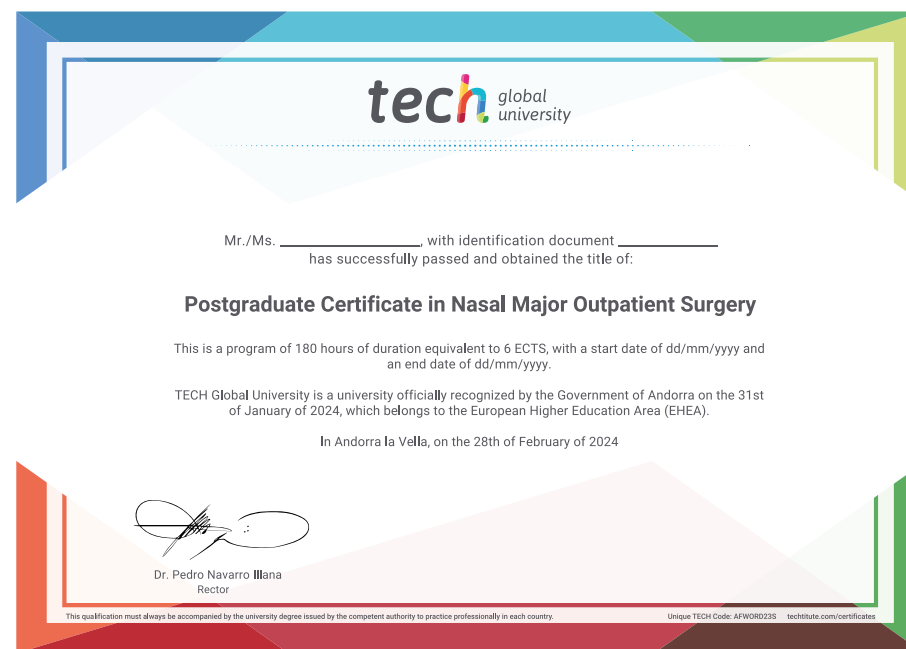 tech global
university
Mr./Ms. ____________, with identification document ____________
has successfully passed and obtained the title of:
Postgraduate Certificate in Nasal Major Outpatient Surgery
This is a program of 180 hours of duration equivalent to 6 ECTS, with a start date of dd/mm/yyyy and
an end date of dd/mm/yyyy.
TECH Global University is a university officially recognized by the Government of Andorra on the 31st
of January of 2024, which belongs to the European Higher Education Area (EHEA).
In Andorra la Vella, on the 28th of February of 2024
Dr. Pedro Navarro Illana
Rector
This qualification must always be accompanied by the university degree issued by the competent authority to practice professionally in each country.
Unique TECH Code: AFWORD23S techtitute.com/certificates